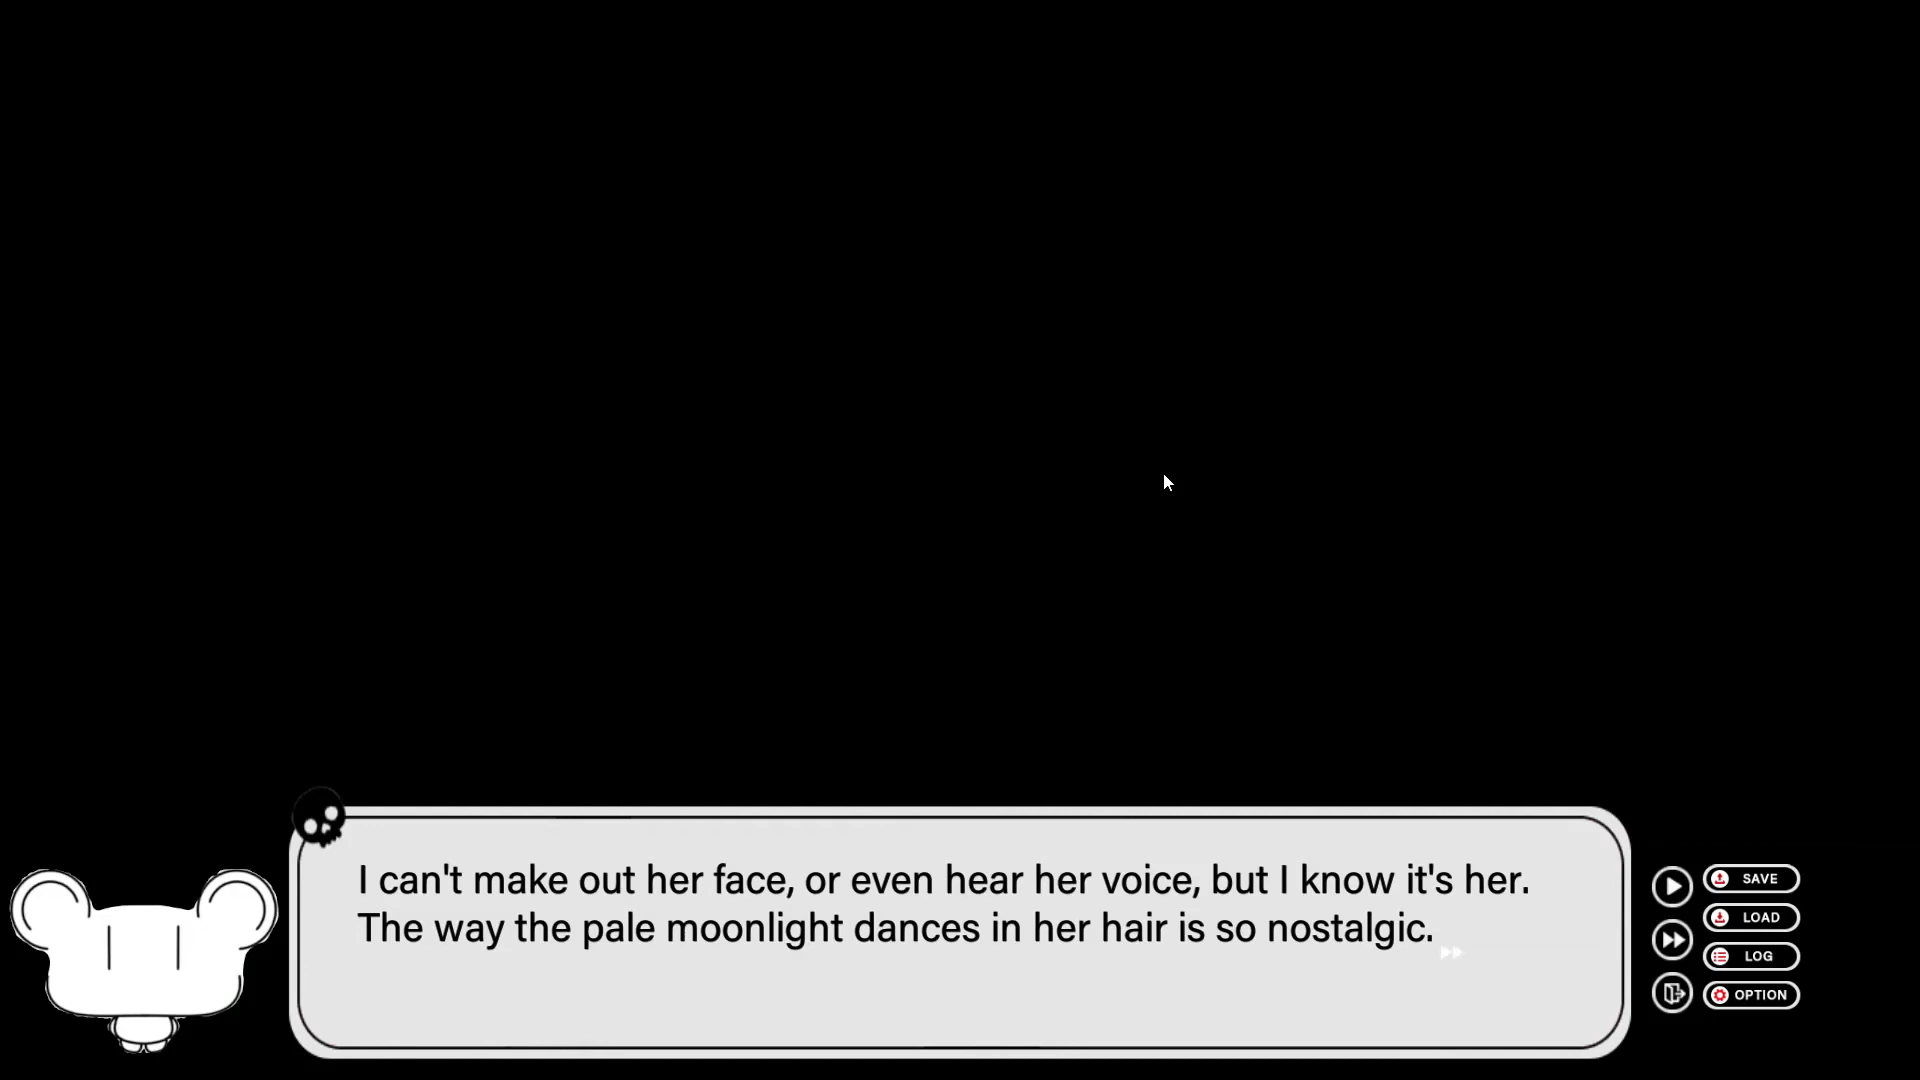 I can't make out her face, or even hear her voice, but I know it's her.
The way the pale moonlight dances in her hair is so nostalgic.
SAVE
LOAD
LOG
OPTION